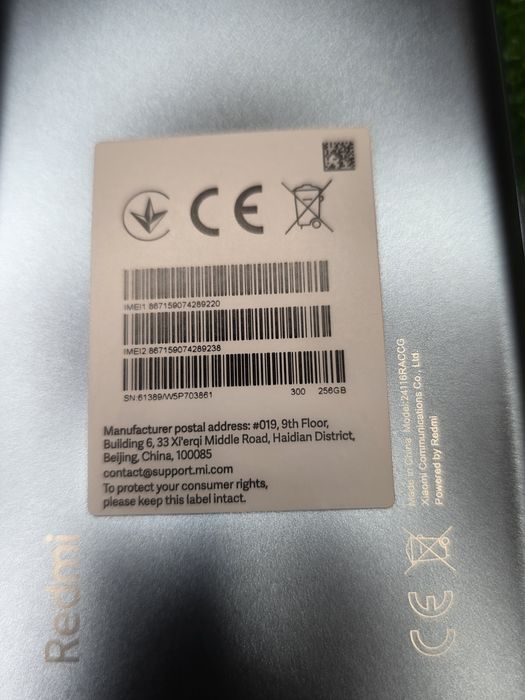 CE
IMEI1 867159074289220
IMEI2 867159074289238
SN:61389/W5P703861 300 256GB
Manufacturer postal address: #019, 9th Floor,
Building 6, 33 Xi'erqi Middle Road, Haidian District,
Beijing, China, 100085
contact@support.mi.com
To protect your consumer rights,
please keep this label intact.
Made in China Model:24116RACCG
Xiaomi Communications Co., Ltd.
Powered by Redmi
CE
Redmi